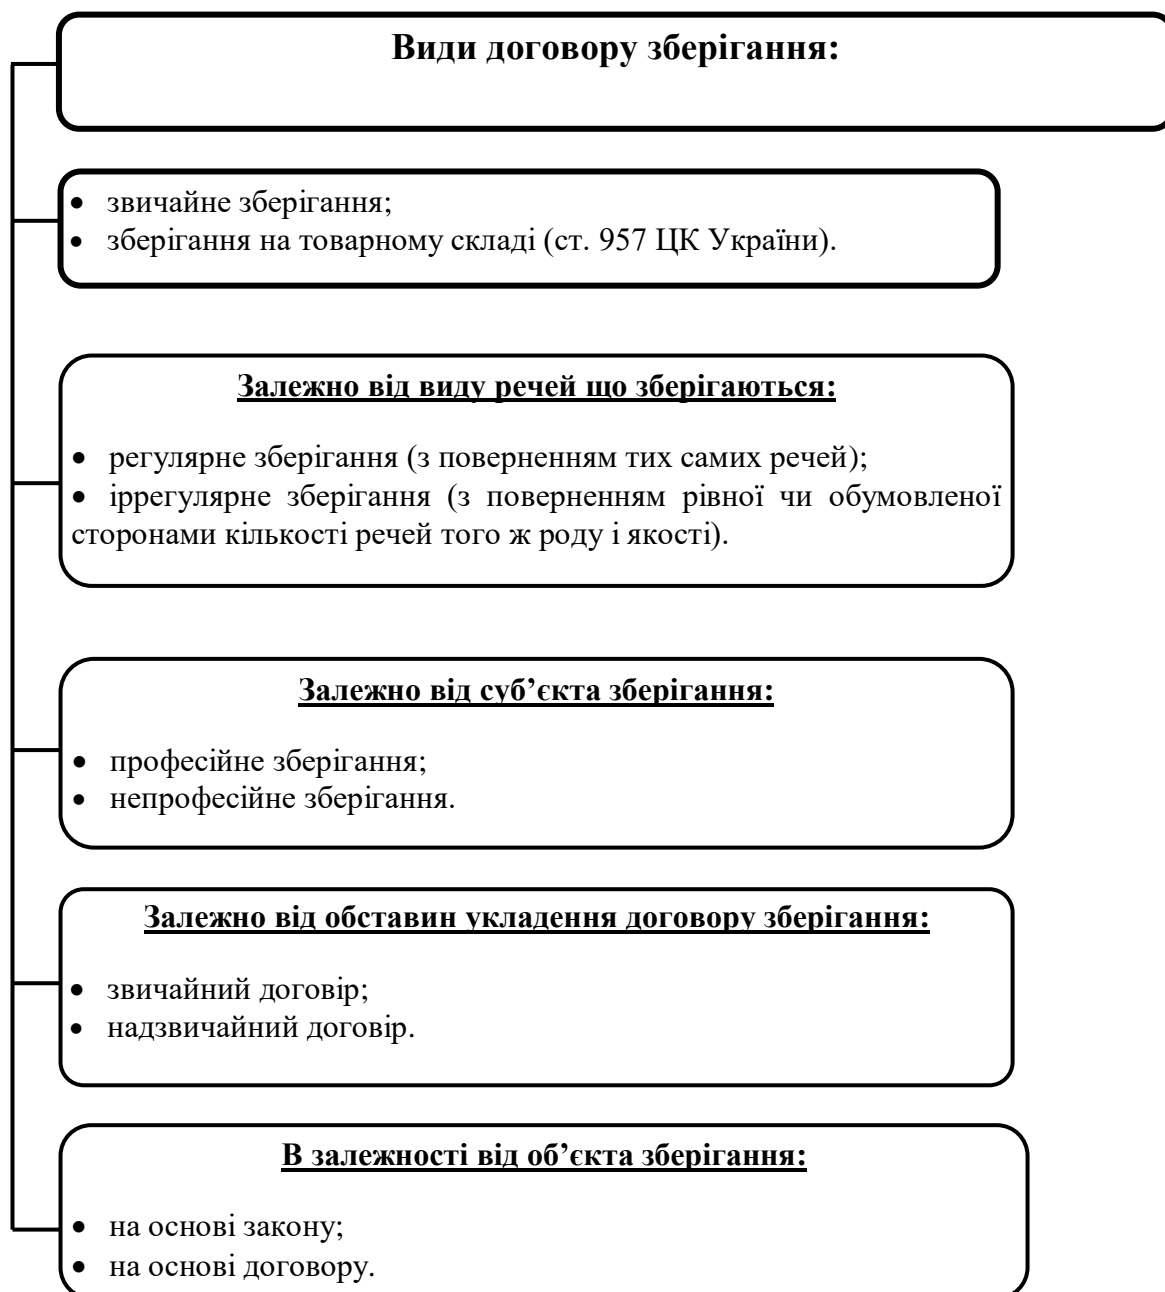 Види договору зберігання:
• звичайне зберігання;
• зберігання на товарному складі (ст. 957 ЦК України).
Залежно від виду речей що зберігаються:
• регулярне зберігання (з поверненням тих самих речей);
• іррегулярне зберігання (з поверненням рівної чи обумовленої
сторонами кількості речей того ж роду і якості).
Залежно від суб’єкта зберігання:
• професійне зберігання;
• непрофесійне зберігання.
Залежно від обставин укладення договору зберігання:
• звичайний договір;
• надзвичайний договір.
В залежності від об’єкта зберігання:
• на основі закону;
• на основі договору.